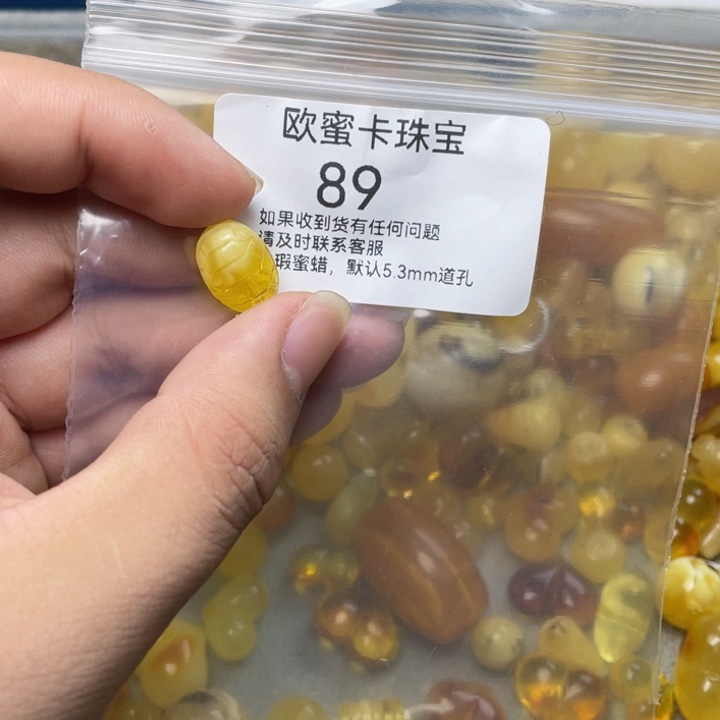 欧蜜卡珠宝
89
如果收到货有任何问题
请及时联系客服
瑕蜜蜡，默认5.3mm道孔